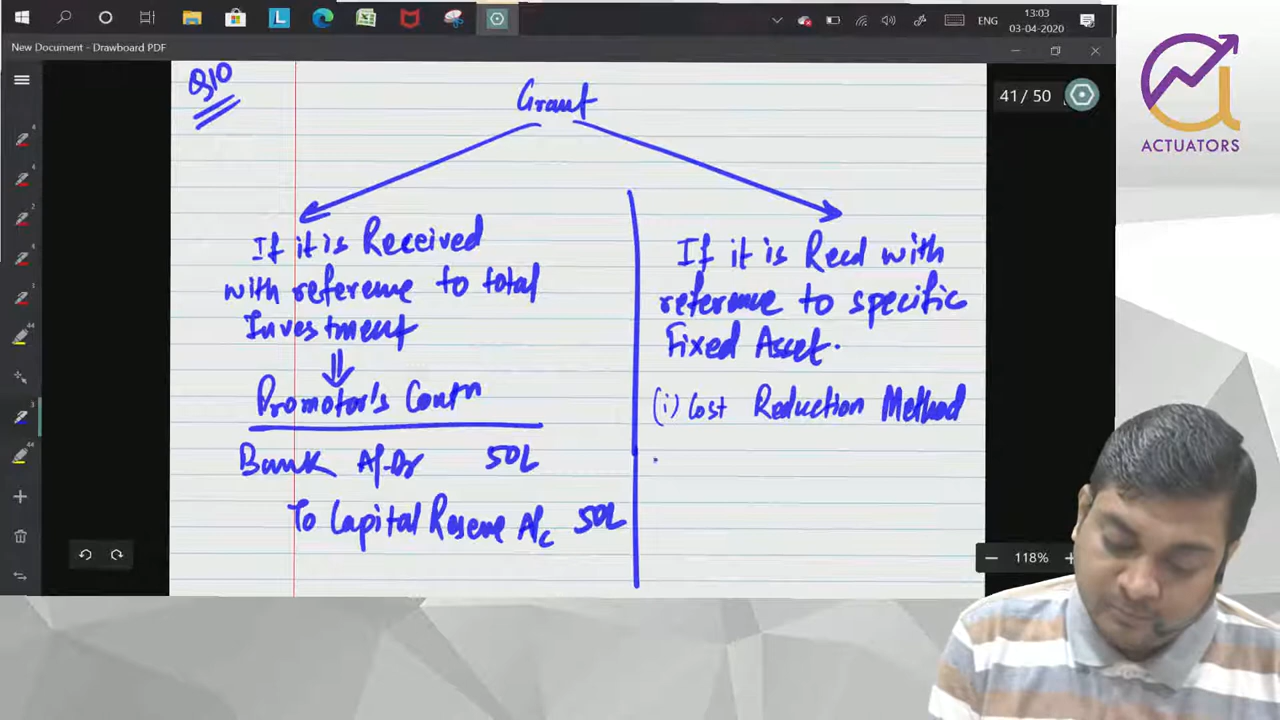 ENG
13:03
03-04-2020
New Document - Drawboard PDF
41 / 50
ACTUATORS
Q10
Grant
If it is Received
with reference to total
Investment
⇓
Promotor's Contn
Bank A/c Dr 50L
To Capital Reserve A/c 50L
If it is Recd with
reference to specific
Fixed Asset.
(i) Cost Reduction Method
118%